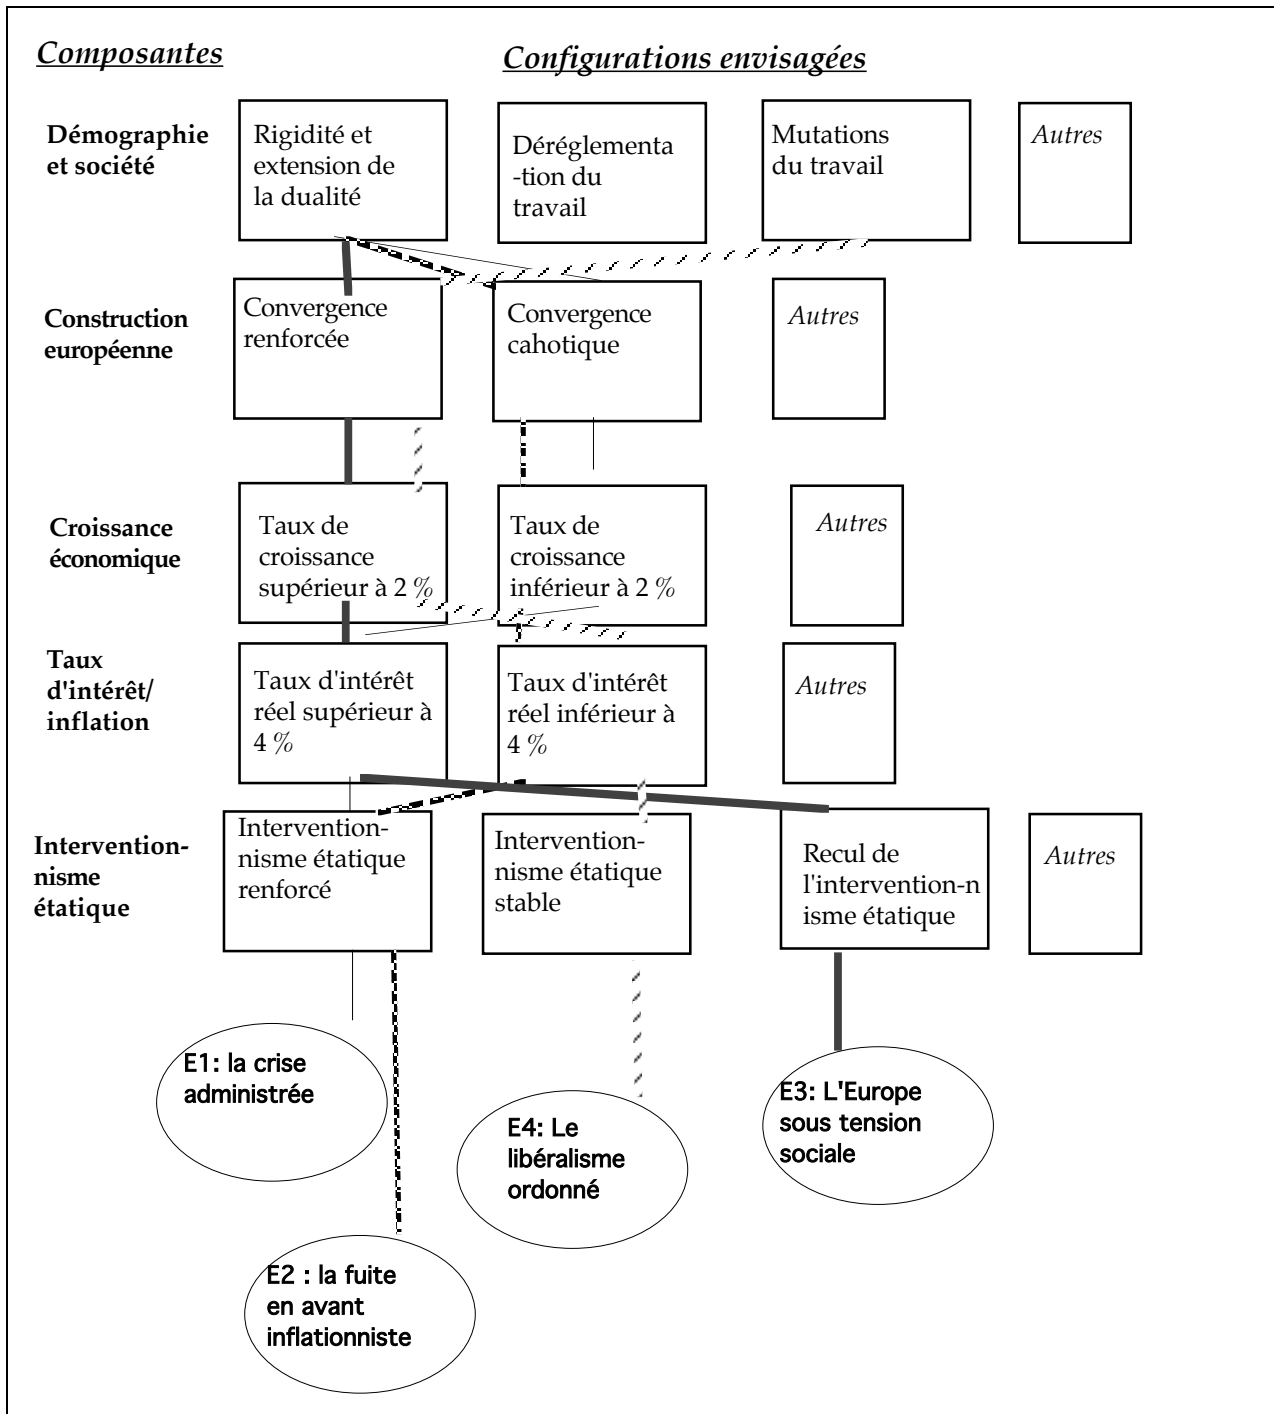 Composantes
Configurations envisagées
Démographie
et société
Rigidité et
extension de
la dualité
Déréglementa
-tion du
travail
Mutations
du travail
Autres
Construction
européenne
Convergence
renforcée
Convergence
cahotique
Autres
Croissance
économique
Taux de
croissance
supérieur à 2 %
Taux de
croissance
inférieur à 2 %
Autres
Taux
d'intérêt/
inflation
Taux d'intérêt
réel supérieur à
4 %
Taux d'intérêt
réel inférieur à
4 %
Autres
Intervention-
nisme
étatique
Intervention-
nisme étatique
renforcé
Intervention-
nisme étatique
stable
Recul de
l'intervention-n
isme étatique
Autres
E1: la crise
administrée
E4: Le
libéralisme
ordonné
E3: L'Europe
sous tension
sociale
E2 : la fuite
en avant
inflationniste